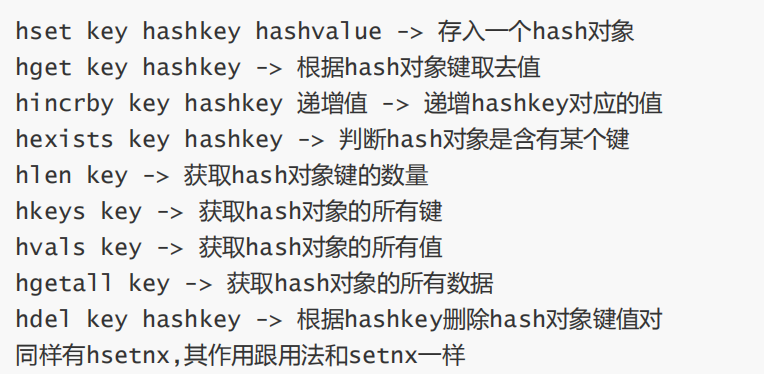 hset key hashkey hashvalue -> 存入一个hash对象
hget key hashkey -> 根据hash对象键取去值
hincrby key hashkey 递增值 -> 递增hashkey对应的值
hexists key hashkey -> 判断hash对象是含有某个键
hlen key -> 获取hash对象键的数量
hkeys key -> 获取hash对象的所有键
hvals key -> 获取hash对象的所有值
hgetall key -> 获取hash对象的所有数据
hdel key hashkey -> 根据hashkey删除hash对象键值对
同样有hsetnx,其作用跟用法和setnx一样